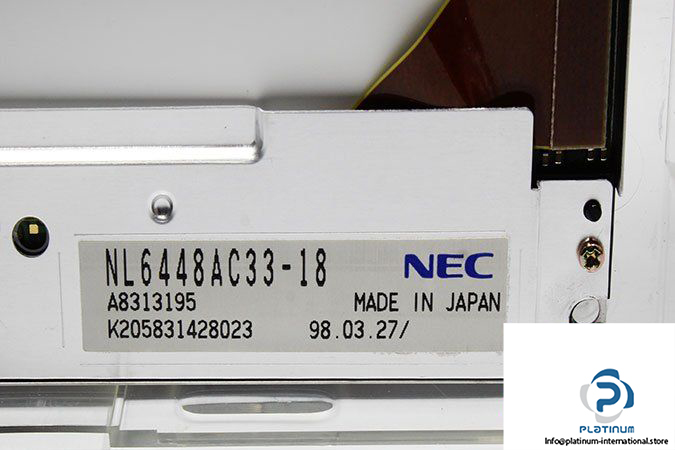 NL6448AC33-18 NEC
A8313195 MADE IN JAPAN
K205831428023 98.03.27/
PLATINUM
Info@platinum-international.store